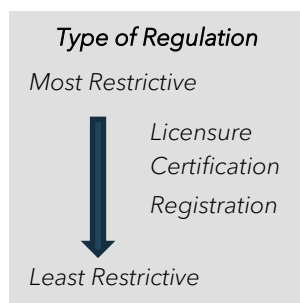 Type of Regulation
Most Restrictive
Licensure
Certification
Registration
Least Restrictive